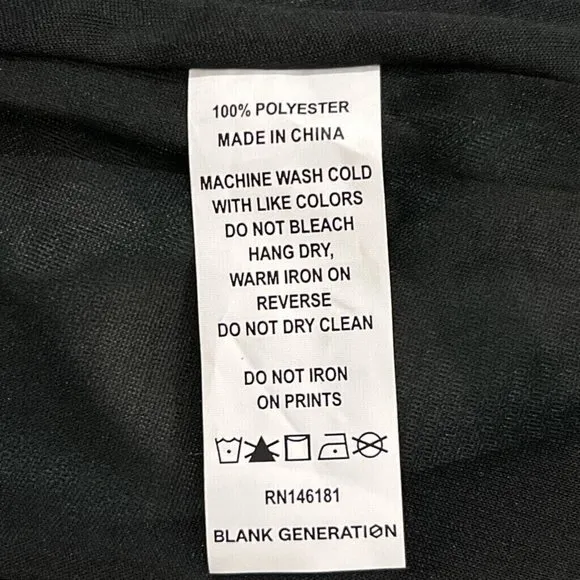 100% POLYESTER
MADE IN CHINA
MACHINE WASH COLD
WITH LIKE COLORS
DO NOT BLEACH
HANG DRY,
WARM IRON ON
REVERSE
DO NOT DRY CLEAN
DO NOT IRON
ON PRINTS
RN146181
BLANK GENERATION